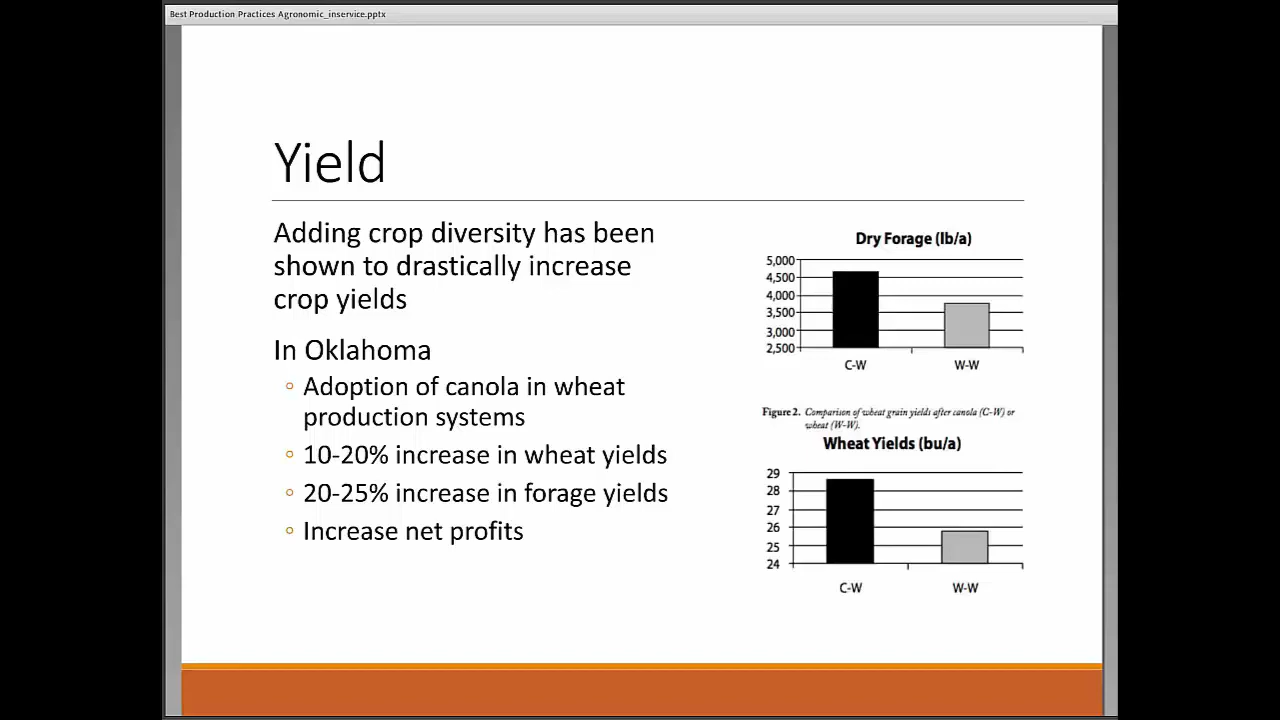 Best Production Practices Agronomic_inservice.pptx
Yield
Adding crop diversity has been
shown to drastically increase
crop yields
In Oklahoma
◦ Adoption of canola in wheat
production systems
◦ 10-20% increase in wheat yields
◦ 20-25% increase in forage yields
◦ Increase net profits
Dry Forage (lb/a)
5,000
4,500
4,000
3,500
3,000
2,500
C-W W-W
Figure 2. Comparison of wheat grain yields after canola (C-W) or
wheat (W-W).
Wheat Yields (bu/a)
29
28
27
26
25
24
C-W W-W